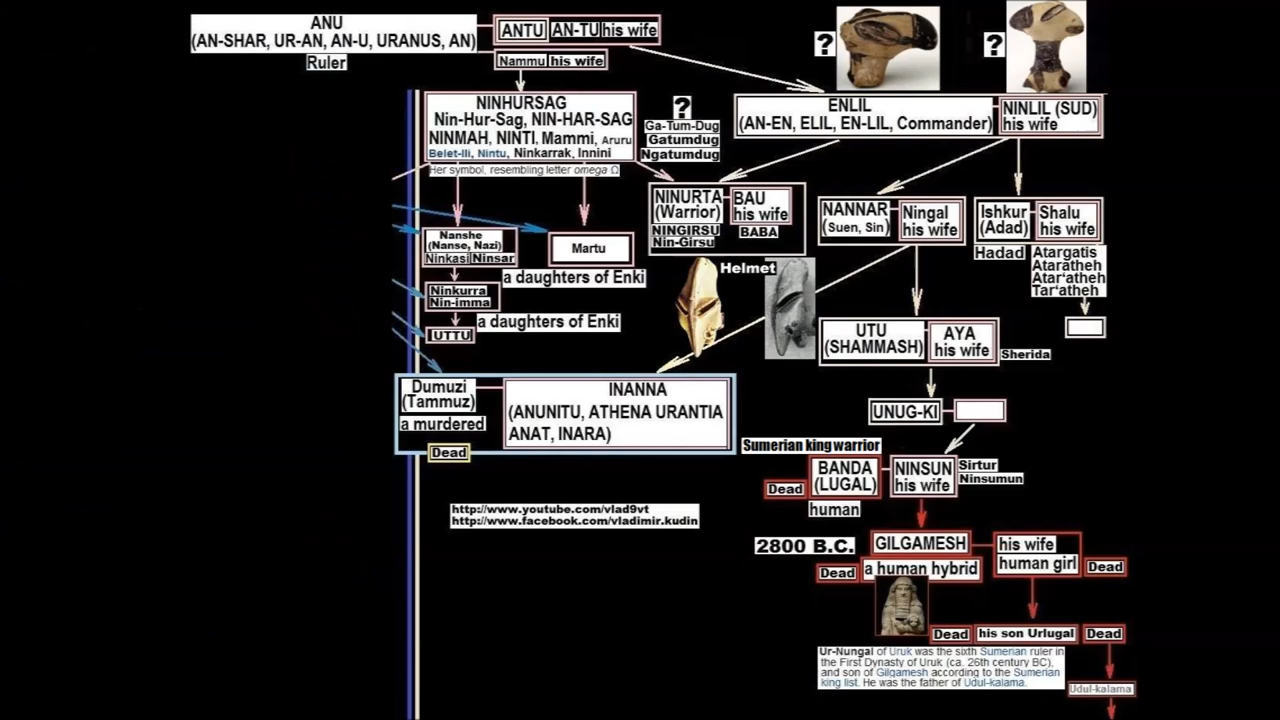 ANU
(AN-SHAR, UR-AN, AN-U, URANUS, AN)
Ruler
ANTU AN-TU his wife
Nammu his wife
?
?
NINHURSAG
Nin-Hur-Sag, NIN-HAR-SAG
NINMAH, NINTI, Mammi, Aruru
Belet-Ili, Nintu, Ninkarrak, Innini
Her symbol, resembling letter omega Ω
?
Ga-Tum-Dug
Gatumdug
Ngatumdug
ENLIL
(AN-EN, ELIL, EN-LIL, Commander)
NINLIL (SUD)
his wife
NINURTA
(Warrior)
NINGIRSU
Nin-Girsu
BAU
his wife
BABA
NANNAR
(Suen, Sin)
Ningal
his wife
Ishkur
(Adad)
Hadad
Shalu
his wife
Atargatis
Ataratheh
Atar‘atheh
Tar‘atheh
Nanshe
(Nanse, Nazi)
Ninkasi Ninsar
Martu
a daughters of Enki
Ninkurra
Nin-imma
a daughters of Enki
UTTU
Helmet
UTU
(SHAMMASH)
AYA
his wife
Sherida
Dumuzi
(Tammuz)
a murdered
Dead
INANNA
(ANUNITU, ATHENA URANTIA
ANAT, INARA)
UNUG-KI
Sumerian king warrior
BANDA
(LUGAL)
Dead
human
NINSUN
his wife
Sirtur
Ninsumun
http://www.youtube.com/vlad9vt
http://www.facebook.com/vladimir.kudin
2800 B.C.
GILGAMESH
Dead
a human hybrid
his wife
human girl
Dead
Dead
his son Urlugal
Dead
Ur-Nungal of Uruk was the sixth Sumerian ruler in
the First Dynasty of Uruk (ca. 26th century BC),
and son of Gilgamesh according to the Sumerian
king list. He was the father of Udul-kalama.
Udul-kalama